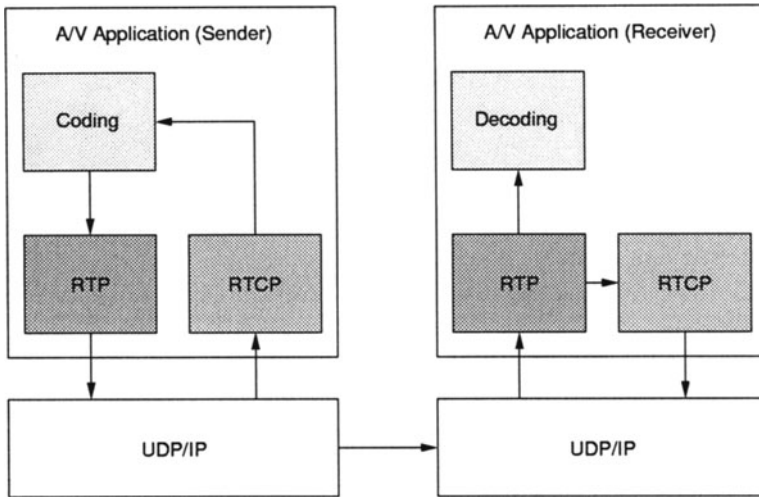 A/V Application (Sender)
Coding
RTP
RTCP
UDP/IP
A/V Application (Receiver)
Decoding
RTP
RTCP
UDP/IP